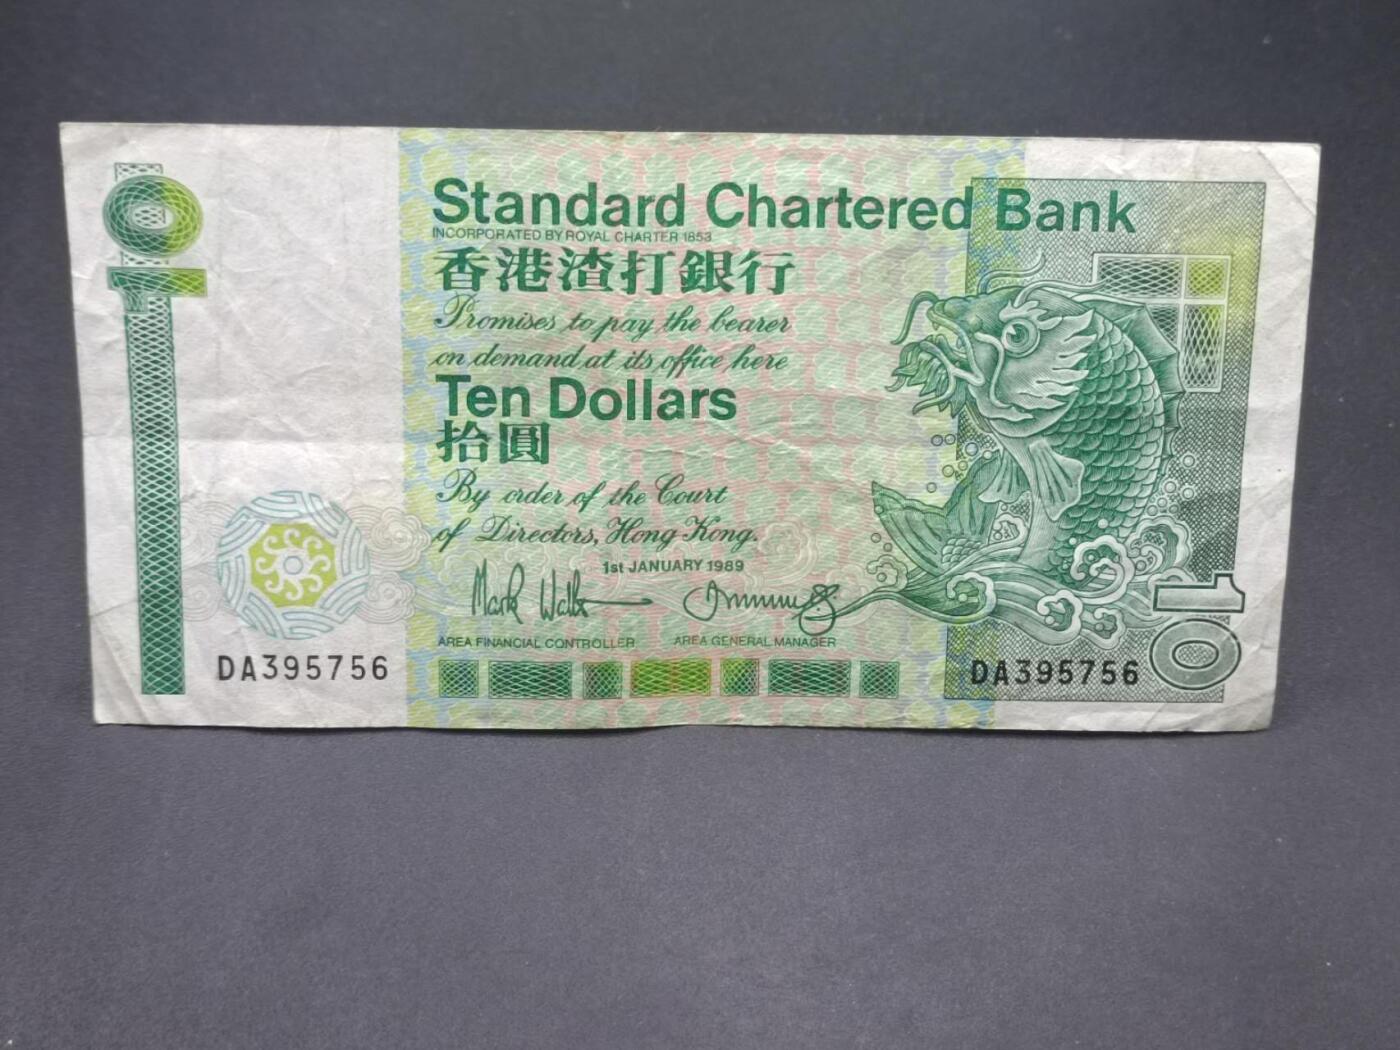 10
Standard Chartered Bank
INCORPORATED BY ROYAL CHARTER 1853
香港渣打銀行
Promises to pay the bearer
on demand at its office here
Ten Dollars
拾圓
By order of the Court
of Directors, Hong Kong.
1st JANUARY 1989
AREA FINANCIAL CONTROLLER AREA GENERAL MANAGER
DA395756 DA395756
10